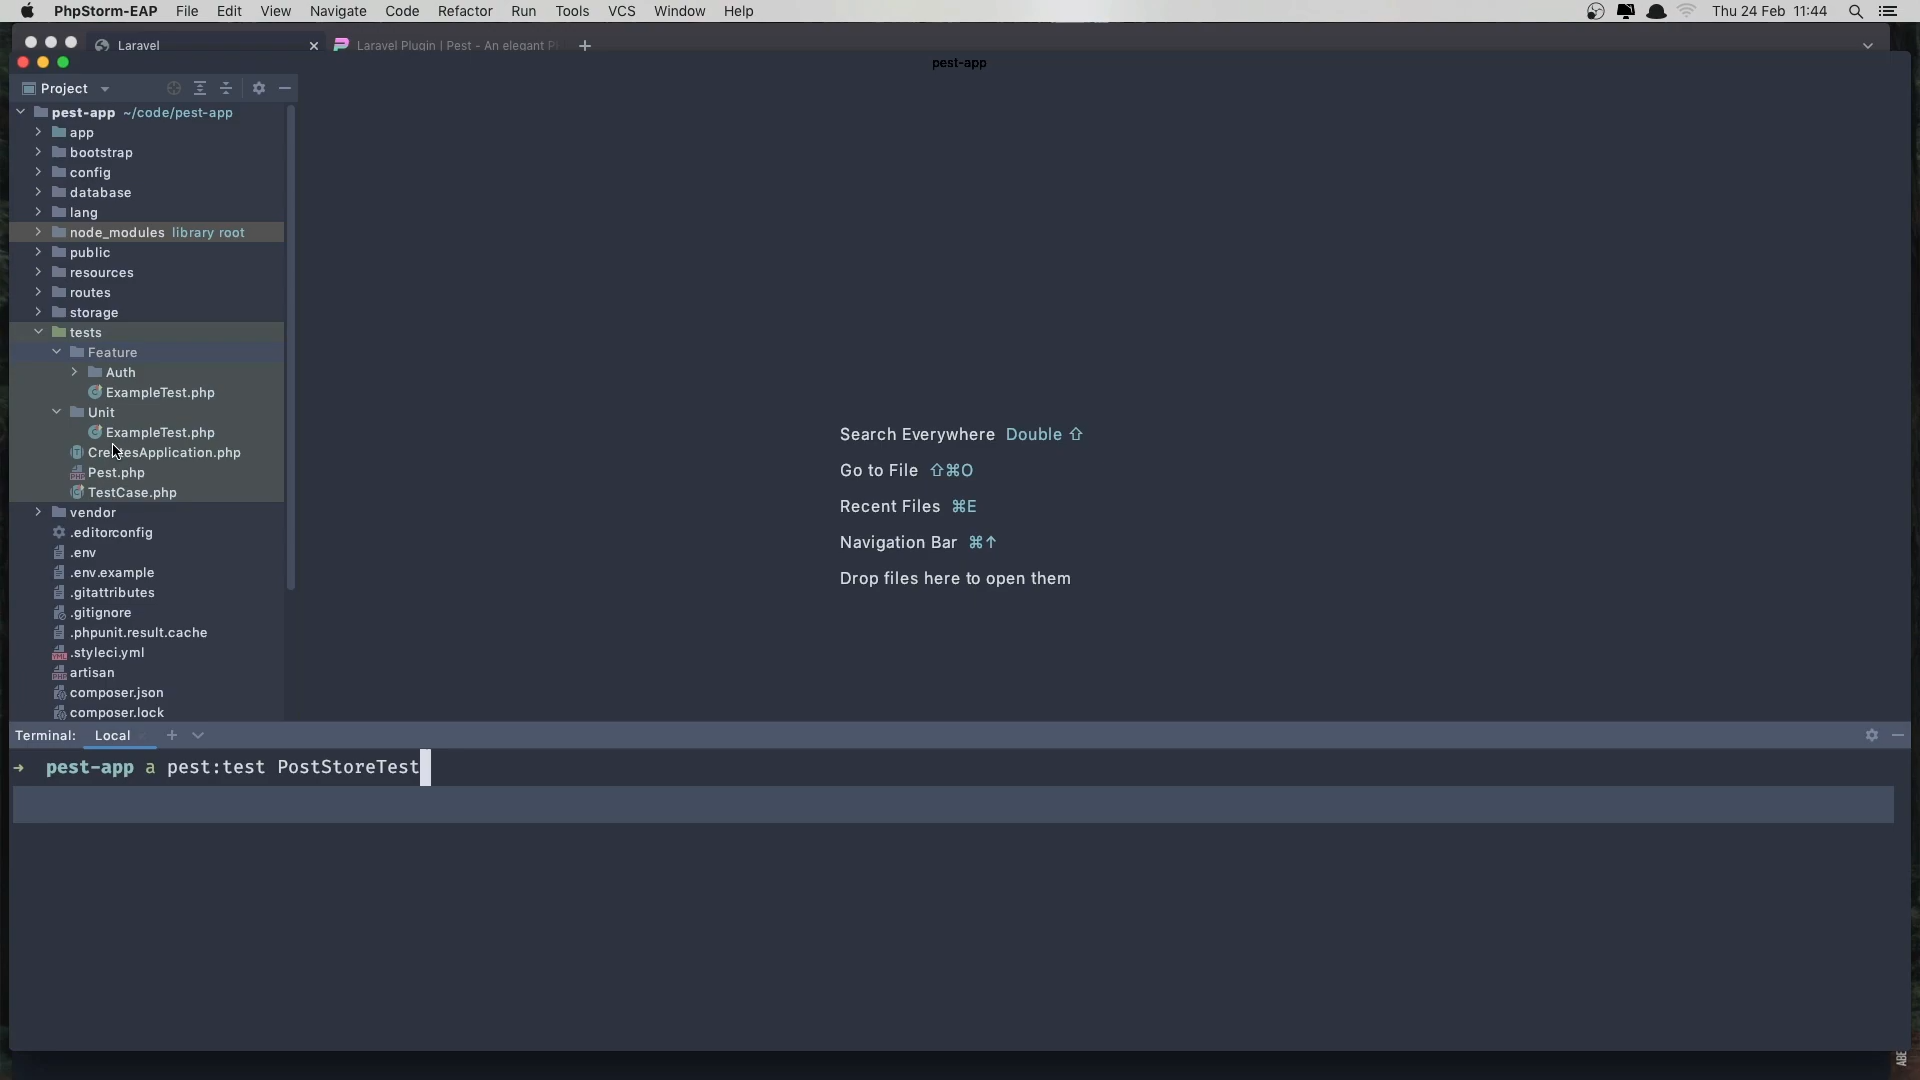 PhpStorm-EAP File Edit View Navigate Code Refactor Run Tools VCS Window Help Thu 24 Feb 11:44
Laravel Laravel Plugin | Pest - An elegant P
pest-app
Project
pest-app ~/code/pest-app
app
bootstrap
config
database
lang
node_modules library root
public
resources
routes
storage
tests
Feature
Auth
ExampleTest.php
Unit
ExampleTest.php
CreatesApplication.php
Pest.php
TestCase.php
vendor
.editorconfig
.env
.env.example
.gitattributes
.gitignore
.phpunit.result.cache
.styleci.yml
artisan
composer.json
composer.lock
Search Everywhere Double ⇧
Go to File ⇧⌘O
Recent Files ⌘E
Navigation Bar ⌘↑
Drop files here to open them
Terminal: Local
→ pest-app a pest:test PostStoreTest